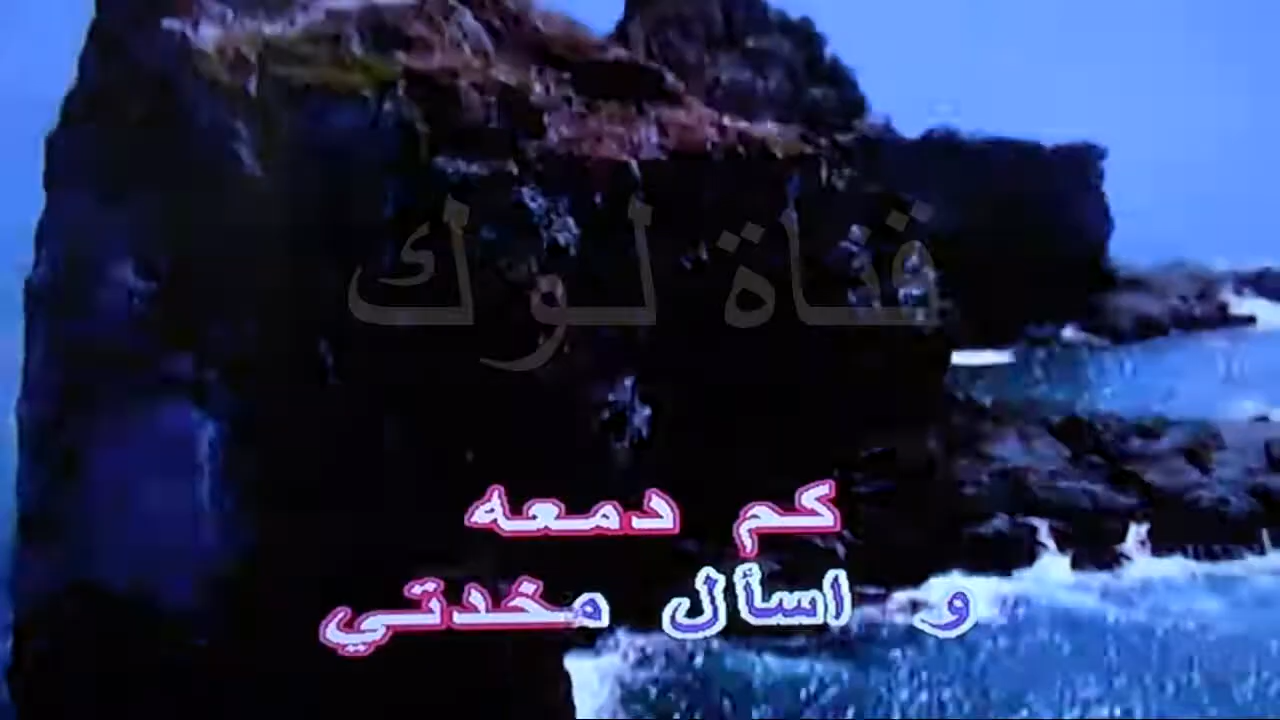 قناة لوك
كم دمعه
و اسأل مخدتي